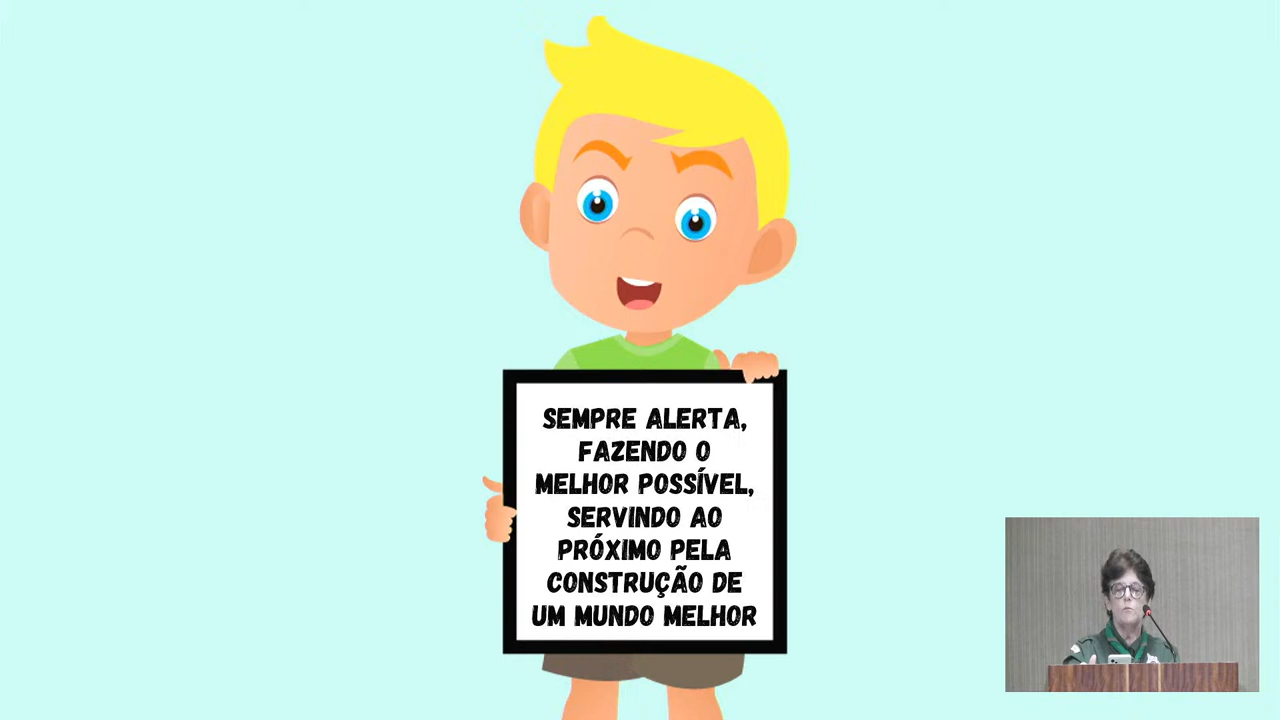 SEMPRE ALERTA,
FAZENDO O
MELHOR POSSÍVEL,
SERVINDO AO
PRÓXIMO PELA
CONSTRUÇÃO DE
UM MUNDO MELHOR